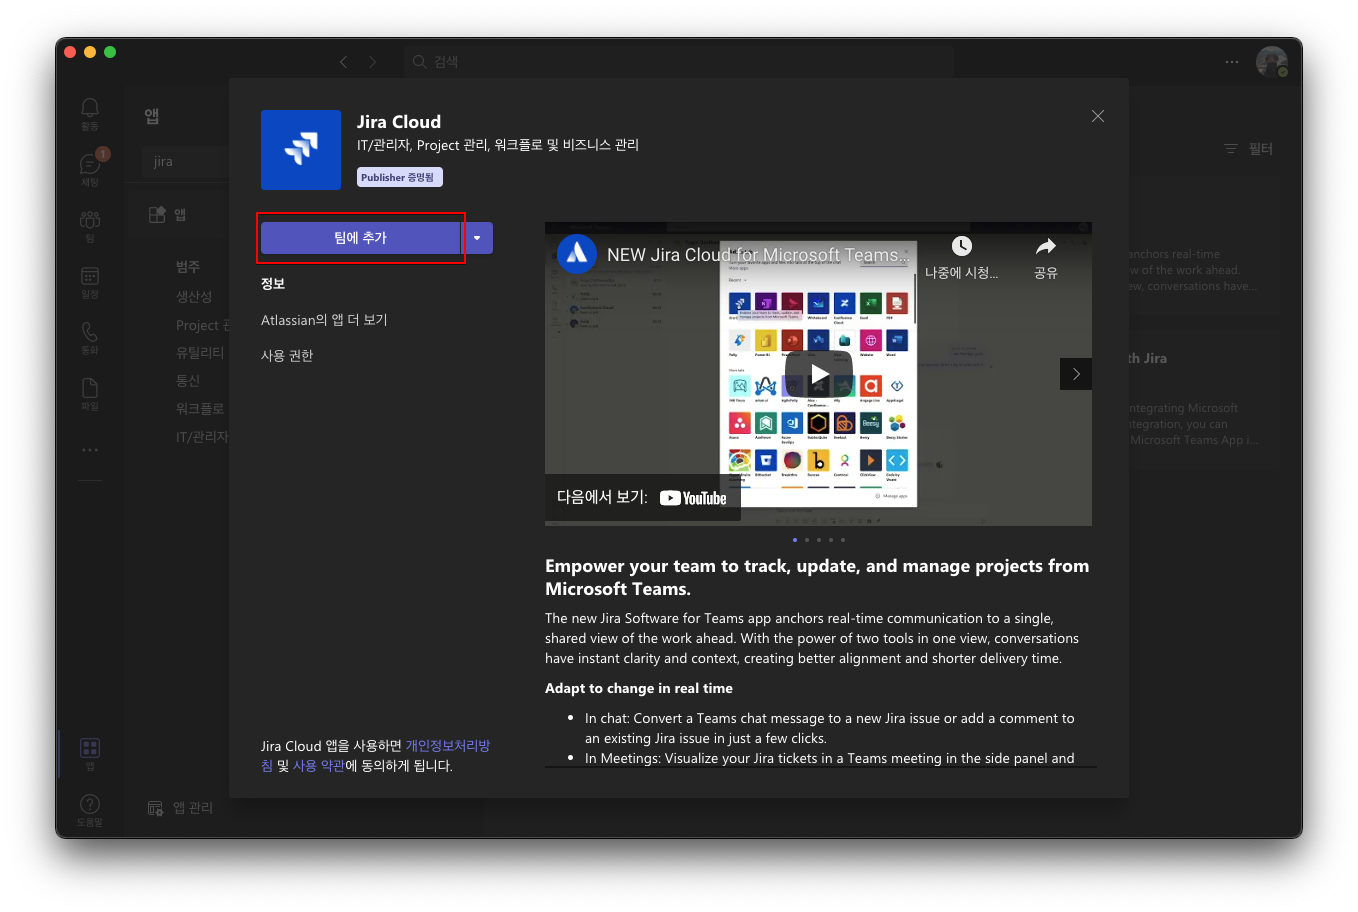 검색
활동
1
채팅
팀
일정
통화
파일
앱
도움말
앱
jira
앱
범주
생산성
Project 관
유틸리티
통신
워크플로
IT/관리자
앱 관리
필터
anchors real-time
w of the work ahead.
ew, conversations have...
th Jira
ntegrating Microsoft
ntegration, you can
Microsoft Teams App i...
Jira Cloud
IT/관리자, Project 관리, 워크플로 및 비즈니스 관리
Publisher 증명됨
팀에 추가
정보
Atlassian의 앱 더 보기
사용 권한
Jira Cloud 앱을 사용하면 개인정보처리방
침 및 사용 약관에 동의하게 됩니다.
NEW Jira Cloud for Microsoft Teams...
나중에 시청...
공유
Manage apps
다음에서 보기: YouTube
Empower your team to track, update, and manage projects from
Microsoft Teams.
The new Jira Software for Teams app anchors real-time communication to a single,
shared view of the work ahead. With the power of two tools in one view, conversations
have instant clarity and context, creating better alignment and shorter delivery time.
Adapt to change in real time
• In chat: Convert a Teams chat message to a new Jira issue or add a comment to
an existing Jira issue in just a few clicks.
• In Meetings: Visualize your Jira tickets in a Teams meeting in the side panel and